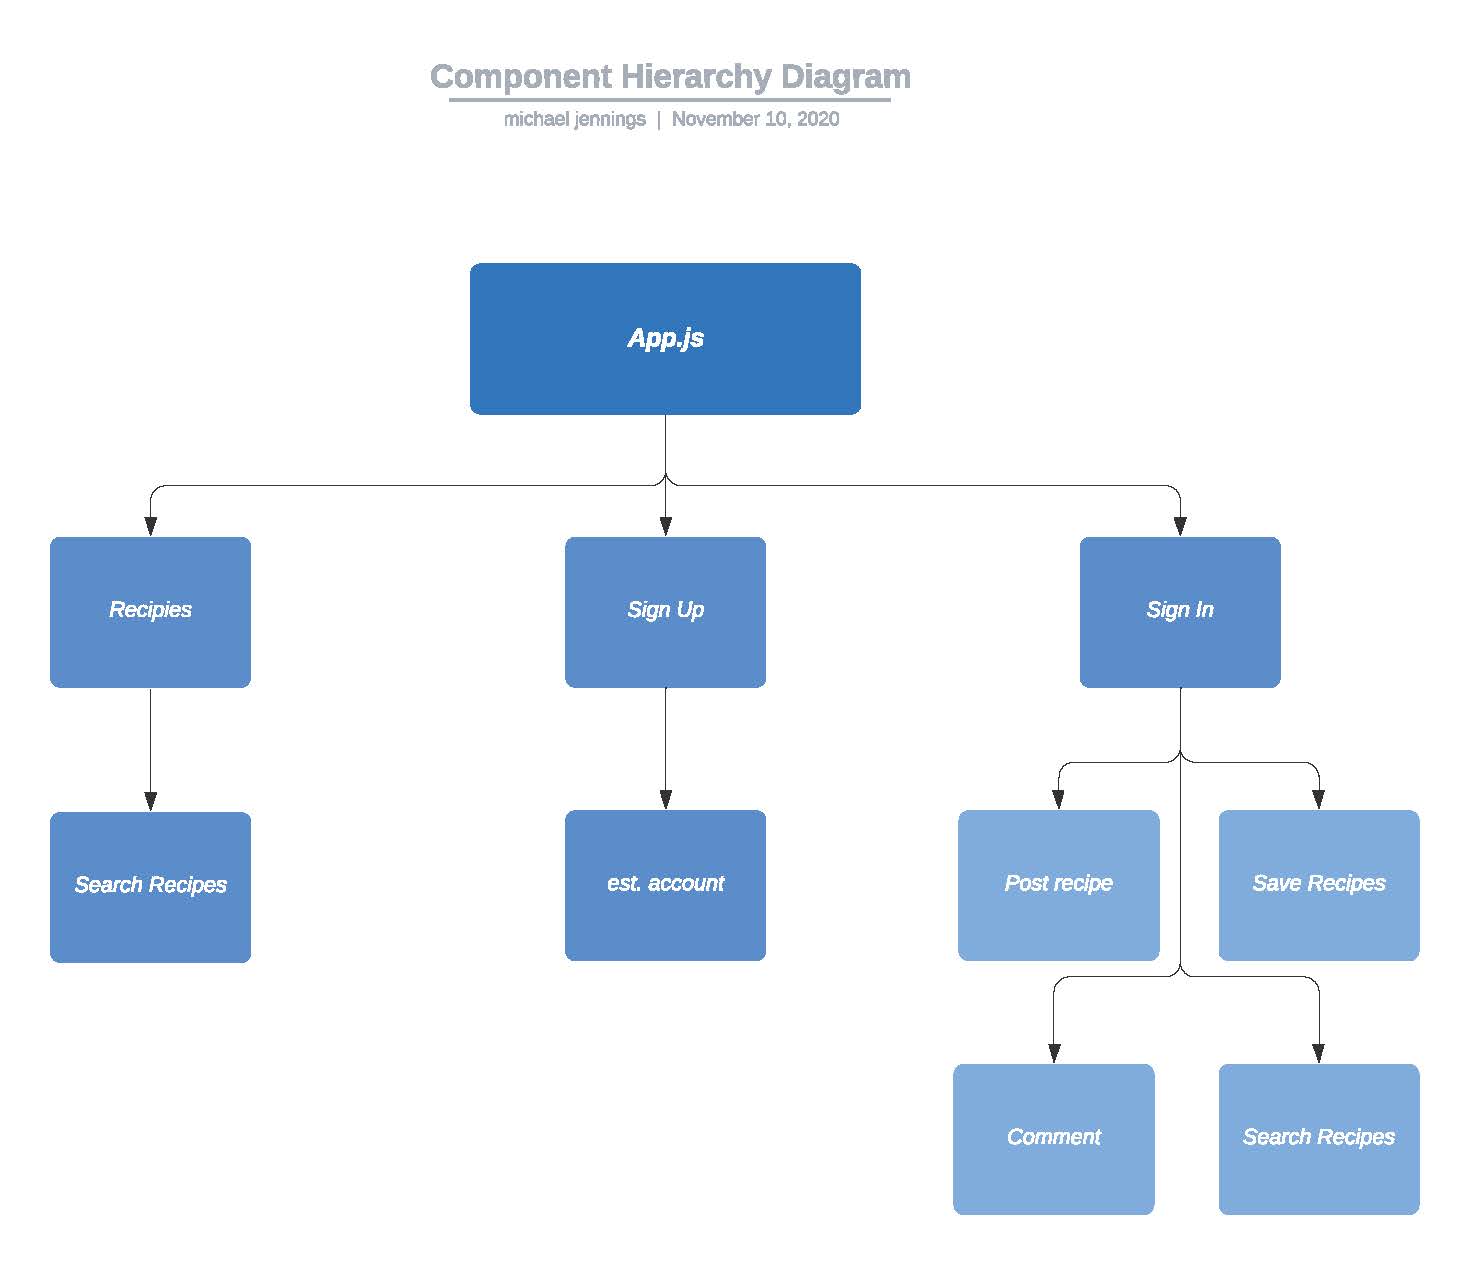 Component Hierarchy Diagram
michael jennings | November 10, 2020
App.js
Recipies
Sign Up
Sign In
Search Recipes
est. account
Post recipe
Save Recipes
Comment
Search Recipes